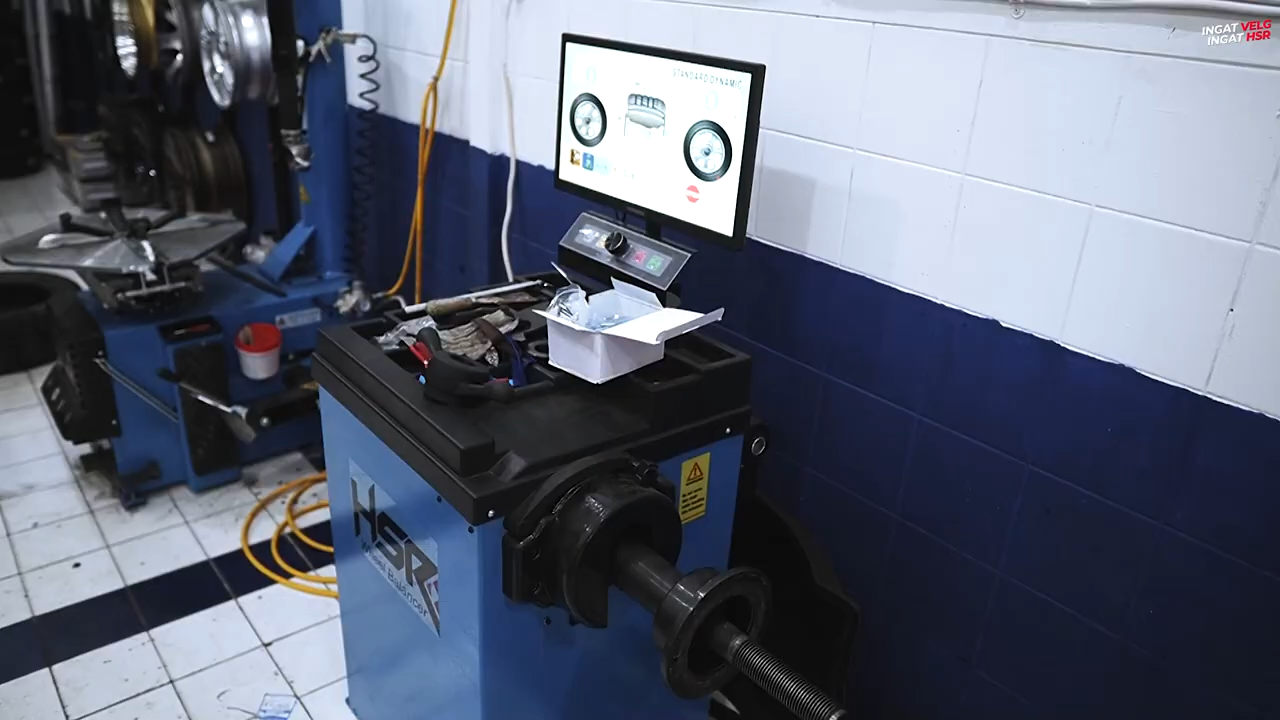 INGAT VELG
INGAT HSR
STANDARD DYNAMIC
HSR
Wheel Balancer